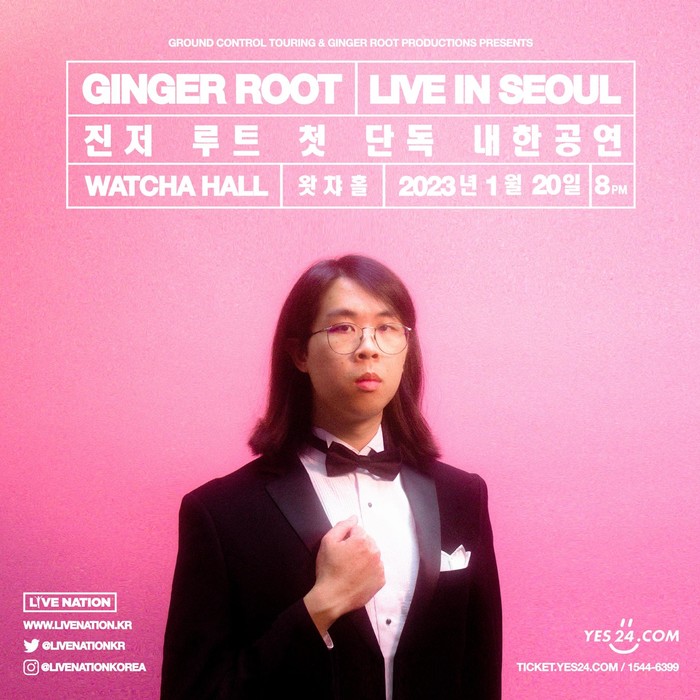 GROUND CONTROL TOURING & GINGER ROOT PRODUCTIONS PRESENTS
GINGER ROOT LIVE IN SEOUL
진저 루트 첫 단독 내한공연
WATCHA HALL 왓챠홀 2023년 1월 20일 8PM
LIVE NATION
WWW.LIVENATION.KR
@LIVENATIONKR
@LIVENATIONKOREA
YES24.COM
TICKET.YES24.COM / 1544-6399